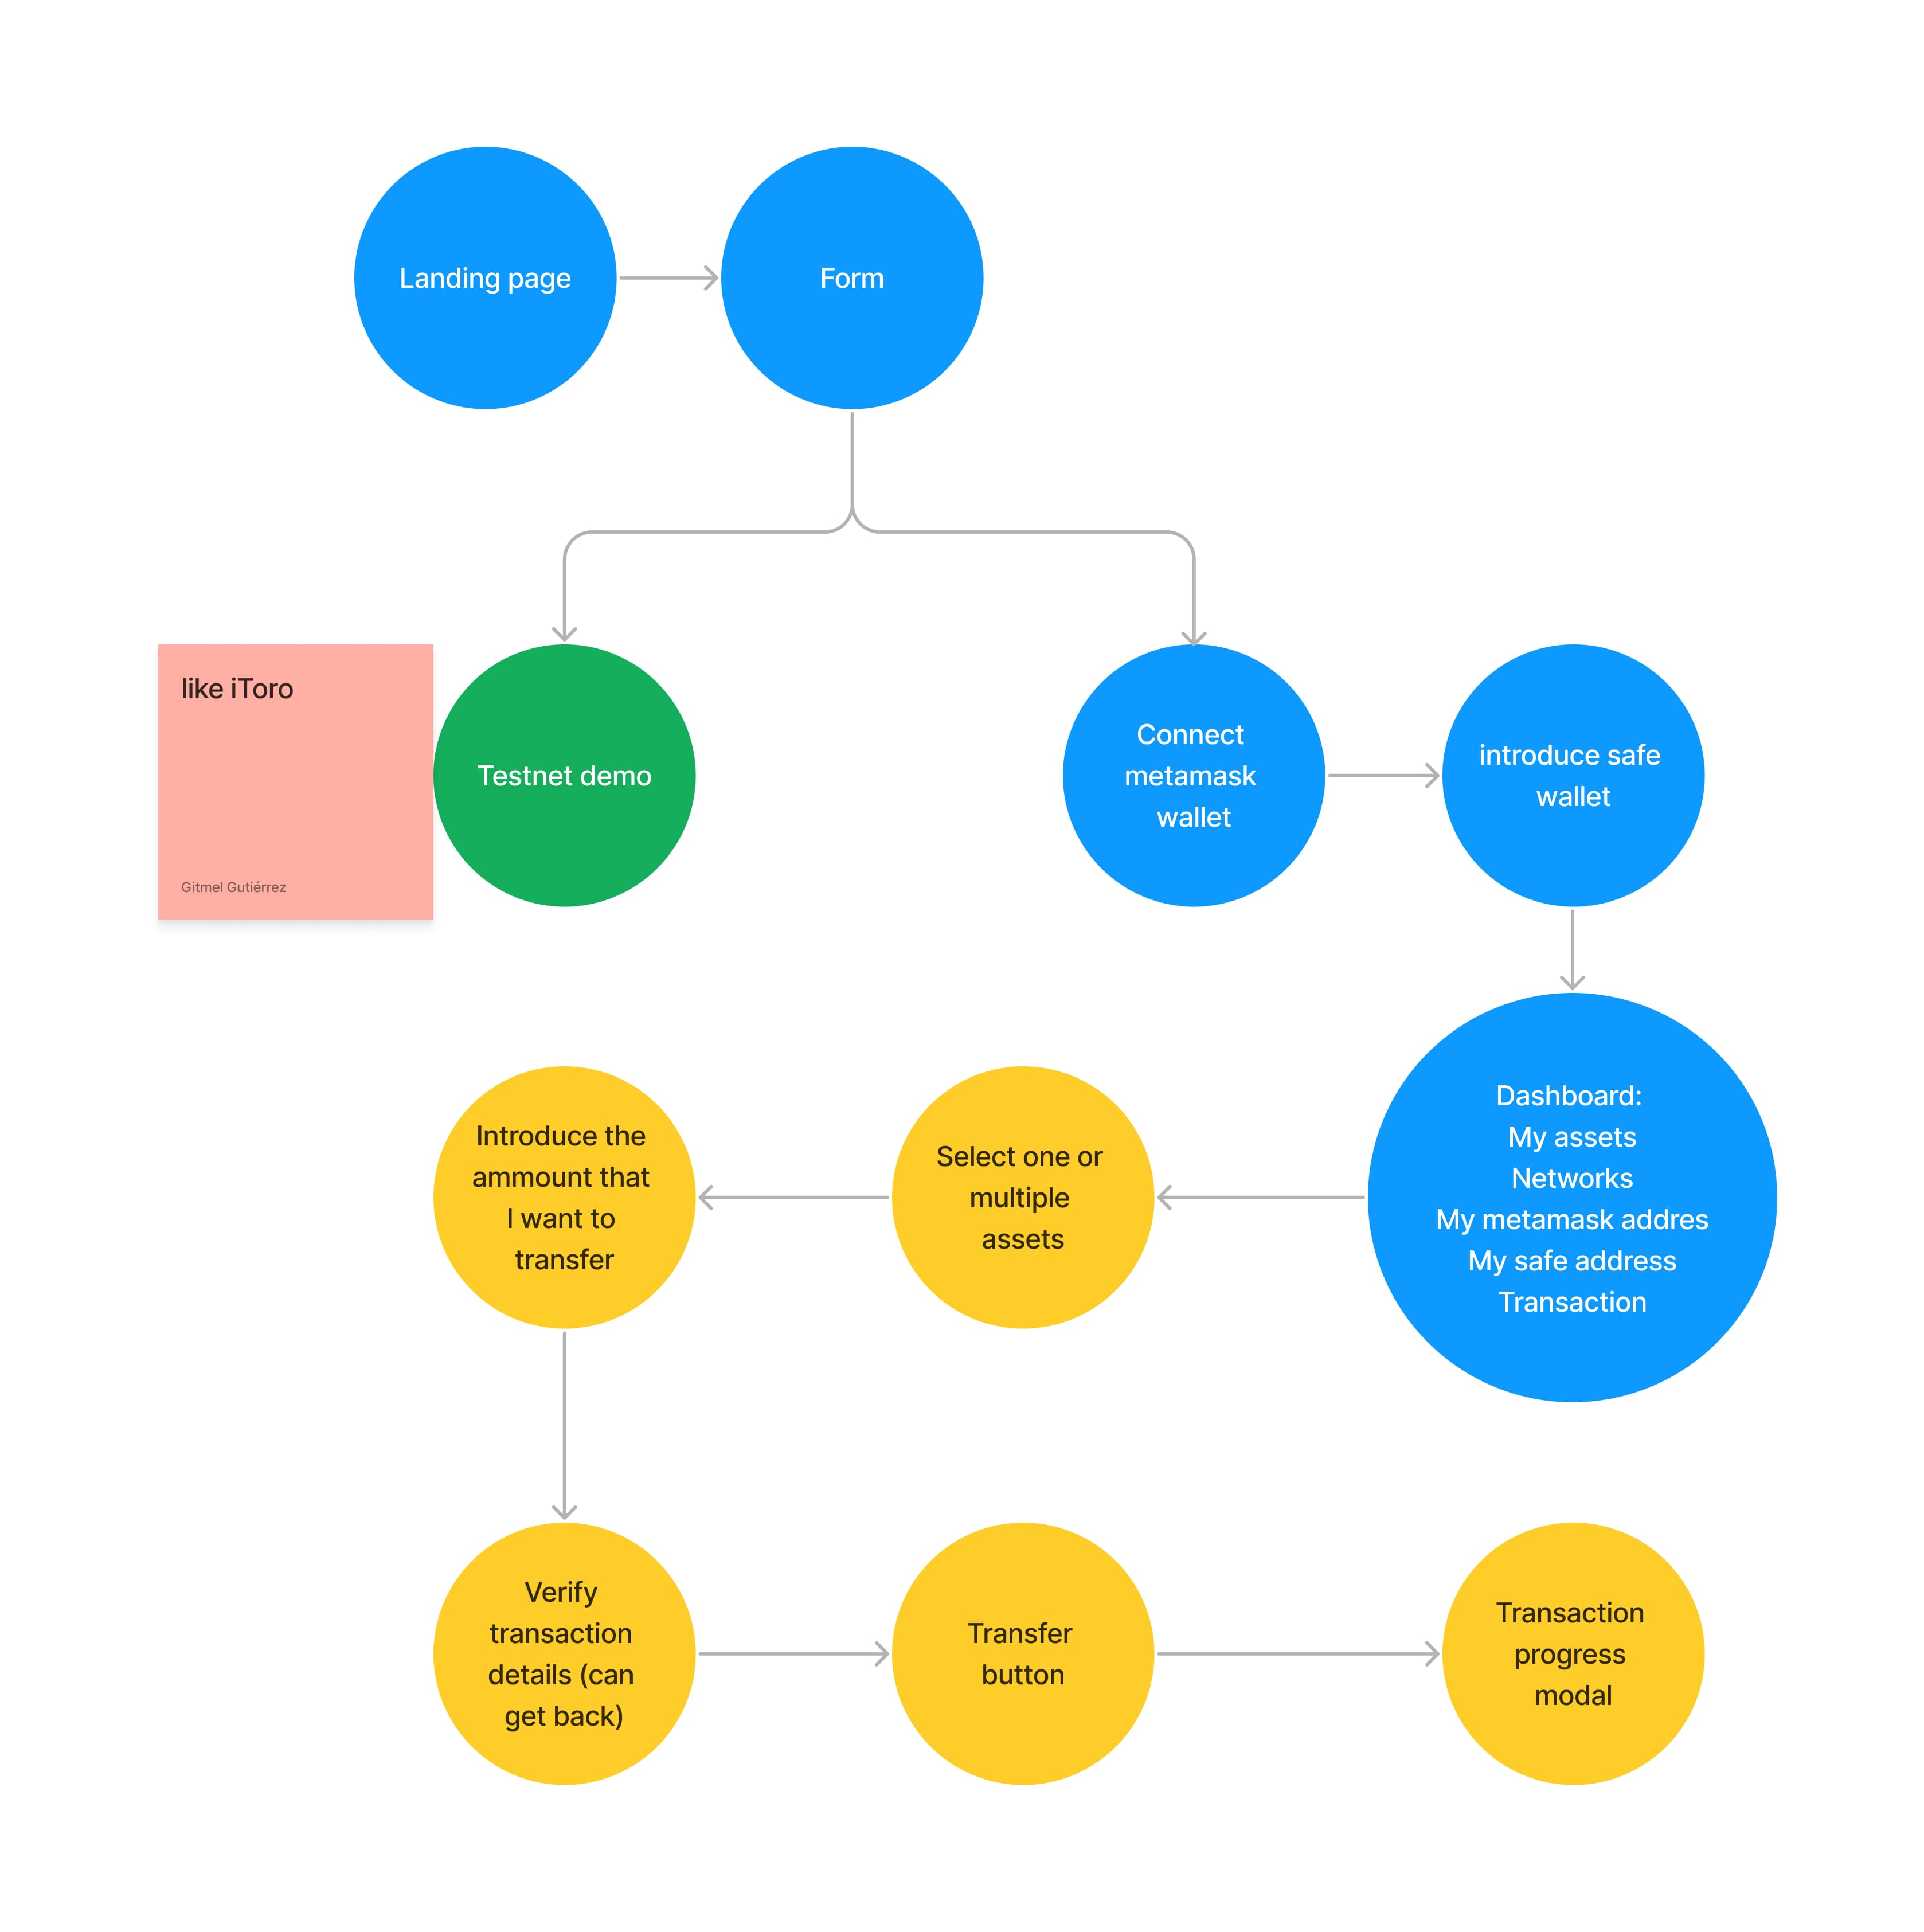 Landing page
Form
like iToro
Gitmel Gutiérrez
Testnet demo
Connect
metamask
wallet
introduce safe
wallet
Dashboard:
My assets
Networks
My metamask addres
My safe address
Transaction
Select one or
multiple
assets
Introduce the
ammount that
I want to
transfer
Verify
transaction
details (can
get back)
Transfer
button
Transaction
progress
modal